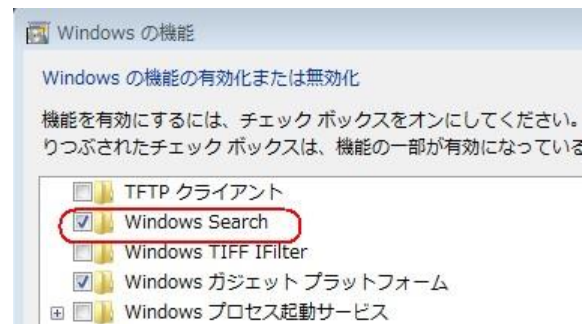 Windows の機能
Windows の機能の有効化または無効化
機能を有効にするには、チェック ボックスをオンにしてください。
りつぶされたチェック ボックスは、機能の一部が有効になっている
TFTP クライアント
Windows Search
Windows TIFF IFilter
Windows ガジェット プラットフォーム
Windows プロセス起動サービス